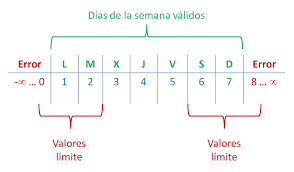 Días de la semana válidos
Error L M X J V S D Error
-∞ ... 0 1 2 3 4 5 6 7 8 ... ∞
Valores Valores
límite límite